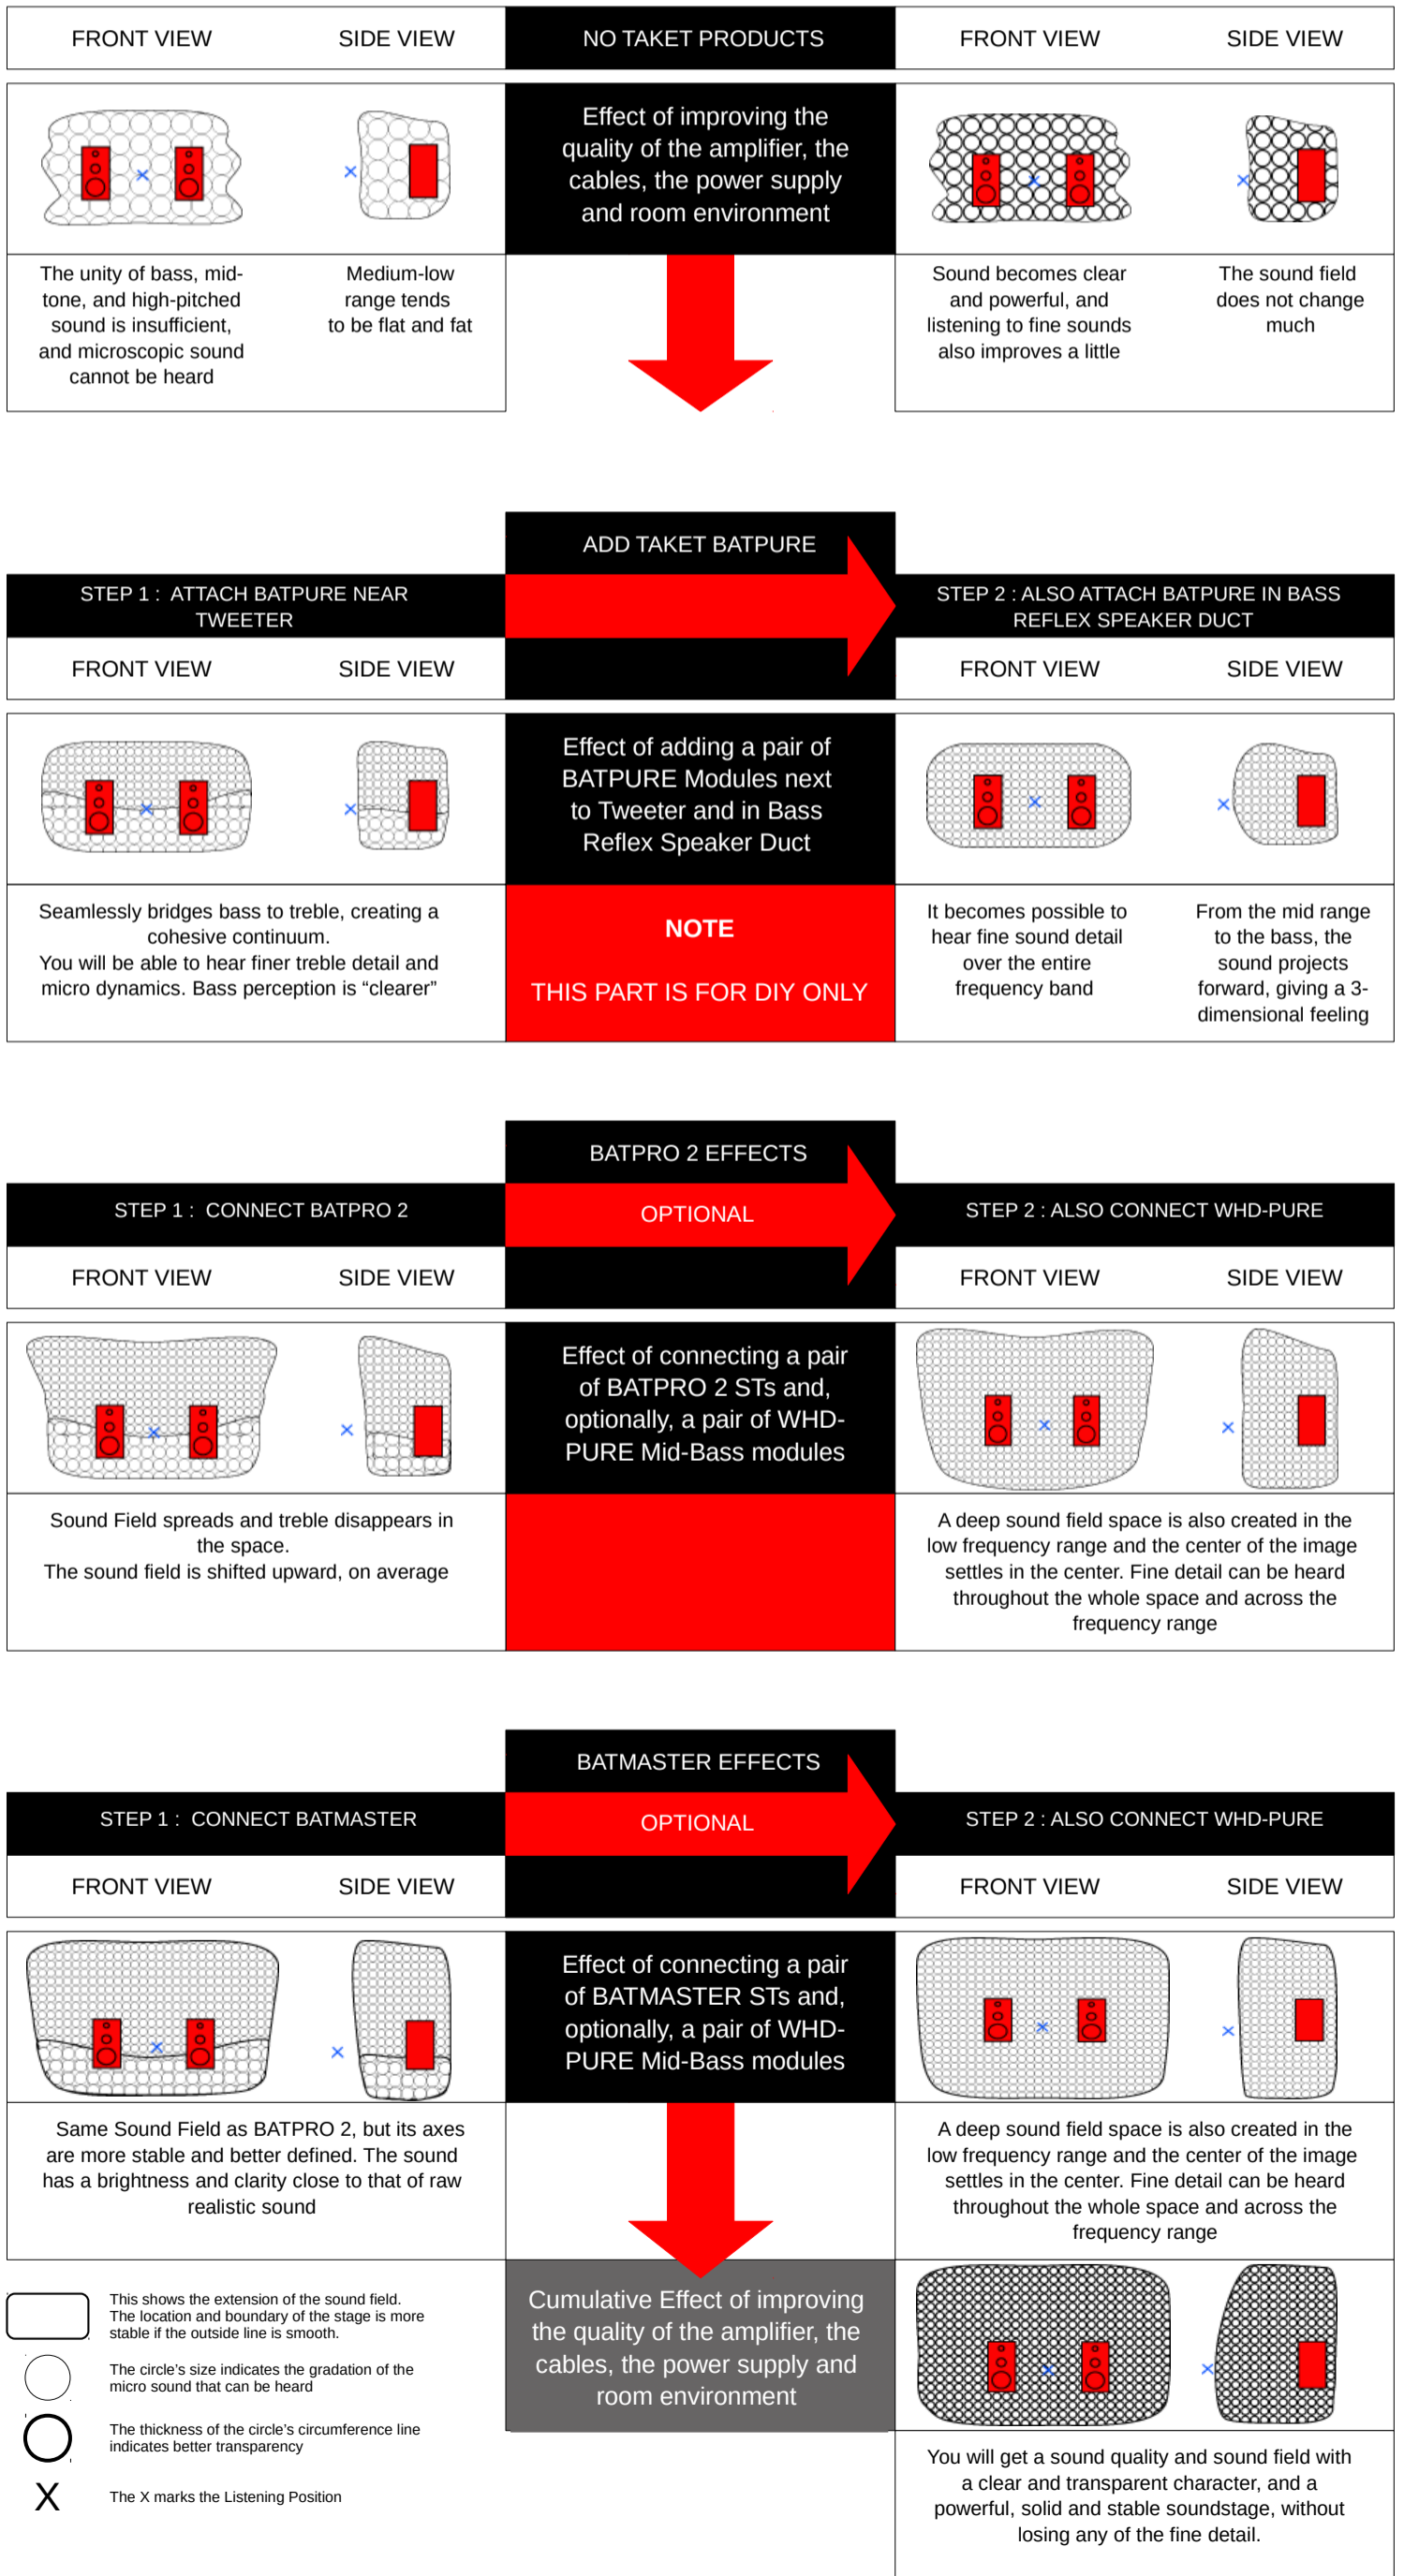 FRONT VIEW
SIDE VIEW
NO TAKET PRODUCTS
FRONT VIEW
SIDE VIEW
Effect of improving the
quality of the amplifier, the
cables, the power supply
and room environment
The unity of bass, mid-
tone, and high-pitched
sound is insufficient,
and microscopic sound
cannot be heard
Medium-low
range tends
to be flat and fat
Sound becomes clear
and powerful, and
listening to fine sounds
also improves a little
The sound field
does not change
much
ADD TAKET BATPURE
STEP 1 : ATTACH BATPURE NEAR
TWEETER
STEP 2 : ALSO ATTACH BATPURE IN BASS
REFLEX SPEAKER DUCT
FRONT VIEW
SIDE VIEW
FRONT VIEW
SIDE VIEW
Effect of adding a pair of
BATPURE Modules next
to Tweeter and in Bass
Reflex Speaker Duct
Seamlessly bridges bass to treble, creating a
cohesive continuum.
You will be able to hear finer treble detail and
micro dynamics. Bass perception is “clearer”
NOTE
THIS PART IS FOR DIY ONLY
It becomes possible to
hear fine sound detail
over the entire
frequency band
From the mid range
to the bass, the
sound projects
forward, giving a 3-
dimensional feeling
BATPRO 2 EFFECTS
STEP 1 : CONNECT BATPRO 2
OPTIONAL
STEP 2 : ALSO CONNECT WHD-PURE
FRONT VIEW
SIDE VIEW
FRONT VIEW
SIDE VIEW
Effect of connecting a pair
of BATPRO 2 STs and,
optionally, a pair of WHD-
PURE Mid-Bass modules
Sound Field spreads and treble disappears in
the space.
The sound field is shifted upward, on average
A deep sound field space is also created in the
low frequency range and the center of the image
settles in the center. Fine detail can be heard
throughout the whole space and across the
frequency range
BATMASTER EFFECTS
STEP 1 : CONNECT BATMASTER
OPTIONAL
STEP 2 : ALSO CONNECT WHD-PURE
FRONT VIEW
SIDE VIEW
FRONT VIEW
SIDE VIEW
Effect of connecting a pair
of BATMASTER STs and,
optionally, a pair of WHD-
PURE Mid-Bass modules
Same Sound Field as BATPRO 2, but its axes
are more stable and better defined. The sound
has a brightness and clarity close to that of raw
realistic sound
A deep sound field space is also created in the
low frequency range and the center of the image
settles in the center. Fine detail can be heard
throughout the whole space and across the
frequency range
This shows the extension of the sound field.
The location and boundary of the stage is more
stable if the outside line is smooth.
The circle's size indicates the gradation of the
micro sound that can be heard
The thickness of the circle's circumference line
indicates better transparency
X
The X marks the Listening Position
Cumulative Effect of improving
the quality of the amplifier, the
cables, the power supply and
room environment
You will get a sound quality and sound field with
a clear and transparent character, and a
powerful, solid and stable soundstage, without
losing any of the fine detail.